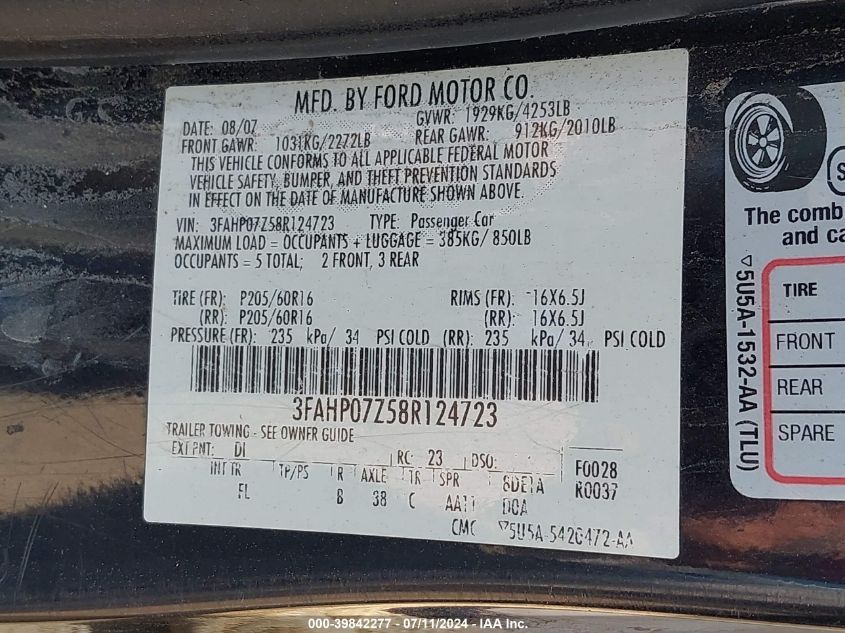 MFD. BY FORD MOTOR CO.
DATE: 08/07 GVWR: 1929KG/4253LB
FRONT GAWR: 1031KG/2272LB REAR GAWR: 912KG/2010LB
THIS VEHICLE CONFORMS TO ALL APPLICABLE FEDERAL MOTOR
VEHICLE SAFETY, BUMPER, AND THEFT PREVENTION STANDARDS
IN EFFECT ON THE DATE OF MANUFACTURE SHOWN ABOVE.
VIN: 3FAHP07Z58R124723 TYPE: Passenger Car
MAXIMUM LOAD = OCCUPANTS + LUGGAGE = 385KG/ 850LB
OCCUPANTS = 5 TOTAL; 2 FRONT, 3 REAR
TIRE (FR): P205/60R16 RIMS (FR): 16X6.5J
(RR): P205/60R16 (RR): 16X6.5J
PRESSURE (FR): 235 kPa/ 34 PSI COLD (RR): 235 kPa/ 34 PSI COLD
3FAHP07Z58R124723
TRAILER TOWING - SEE OWNER GUIDE
EXT PNT: DI RC: 23 DSO: F0028
INT TR TP/PS R AXLE TR SPR 8DE1A R0037
FL B 38 C AA11 DOA
CMC ▽5U5A-5420472-AA
The comb
and ca
TIRE
FRONT
REAR
SPARE
▽5U5A-1532-AA (TLU)
000-39842277 - 07/11/2024 - IAA Inc.